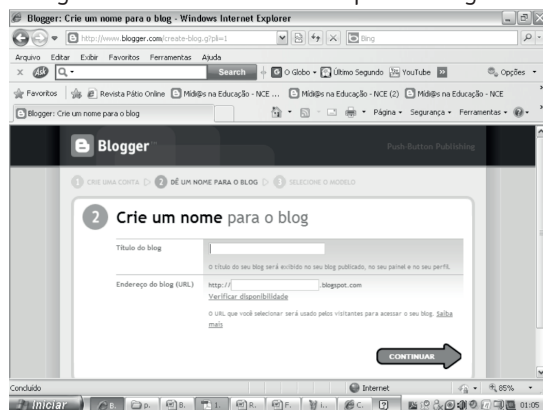 Blogger: Crie um nome para o blog - Windows Internet Explorer
http://www.blogger.com/create-blog.g?pli=1
Bing
Arquivo Editar Exibir Favoritos Ferramentas Ajuda
Search
O Globo
Último Segundo
YouTube
Opções
Favoritos
Revista Pátio Online
Midi@s na Educação - NCE ...
Midi@s na Educação - NCE (2)
Midi@s na Educação - NCE
Blogger: Crie um nome para o blog
Página Segurança Ferramentas
Blogger
Push-Button Publishing
1 CRIE UMA CONTA 2 DÊ UM NOME PARA O BLOG 3 SELECIONE O MODELO
2 Crie um nome para o blog
Título do blog
O título do seu blog será exibido no seu blog publicado, no seu painel e no seu perfil.
Endereço do blog (URL) http:// .blogspot.com
Verificar disponibilidade
O URL que você selecionar será usado pelos visitantes para acessar o seu blog. Saiba
mais
CONTINUAR
Concluído
Internet
85%
Iniciar
B.
p.
B.
1.
R.
F.
I..
C.
01:05